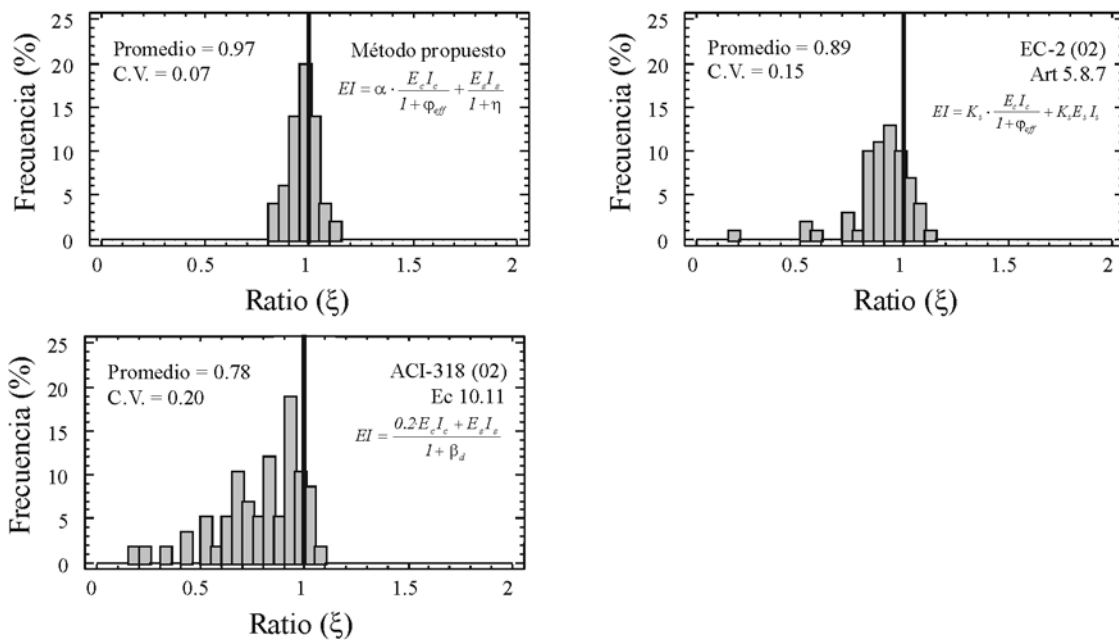 25
20
15
10
5
0
Frecuencia (%)
Promedio = 0.97
C.V. = 0.07
Método propuesto
EI = α · E_c I_c / 1 + φ_eff + E_s I_s / 1 + η
0 0.5 1 1.5 2
Ratio (ξ)
25
20
15
10
5
0
Frecuencia (%)
Promedio = 0.89
C.V. = 0.15
EC-2 (02)
Art 5.8.7
EI = K_s · E_c I_c / 1 + φ_eff + K_s E_s I_s
0 0.5 1 1.5 2
Ratio (ξ)
25
20
15
10
5
0
Frecuencia (%)
Promedio = 0.78
C.V. = 0.20
ACI-318 (02)
Ec 10.11
EI = 0.2·E_c I_c + E_s I_s / 1 + β_d
0 0.5 1 1.5 2
Ratio (ξ)